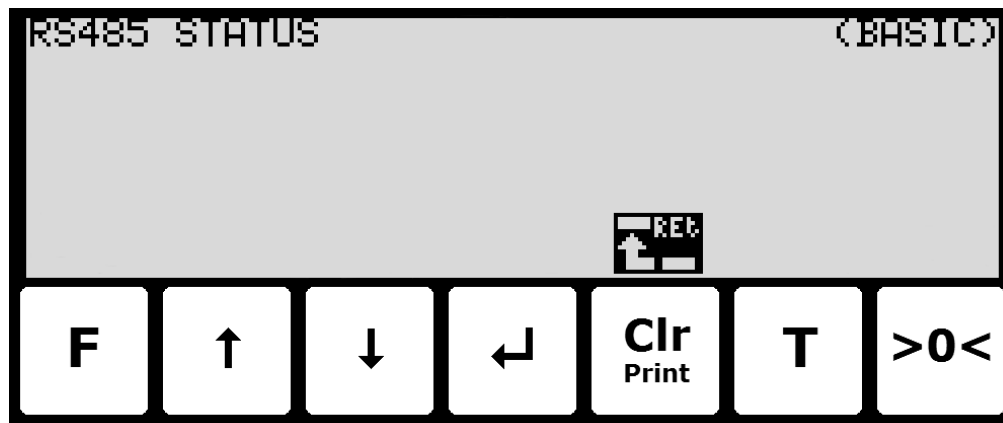 RS485 STATUS (BASIC)
REt
F ↑ ↓ ↵ Clr T >0<
Print